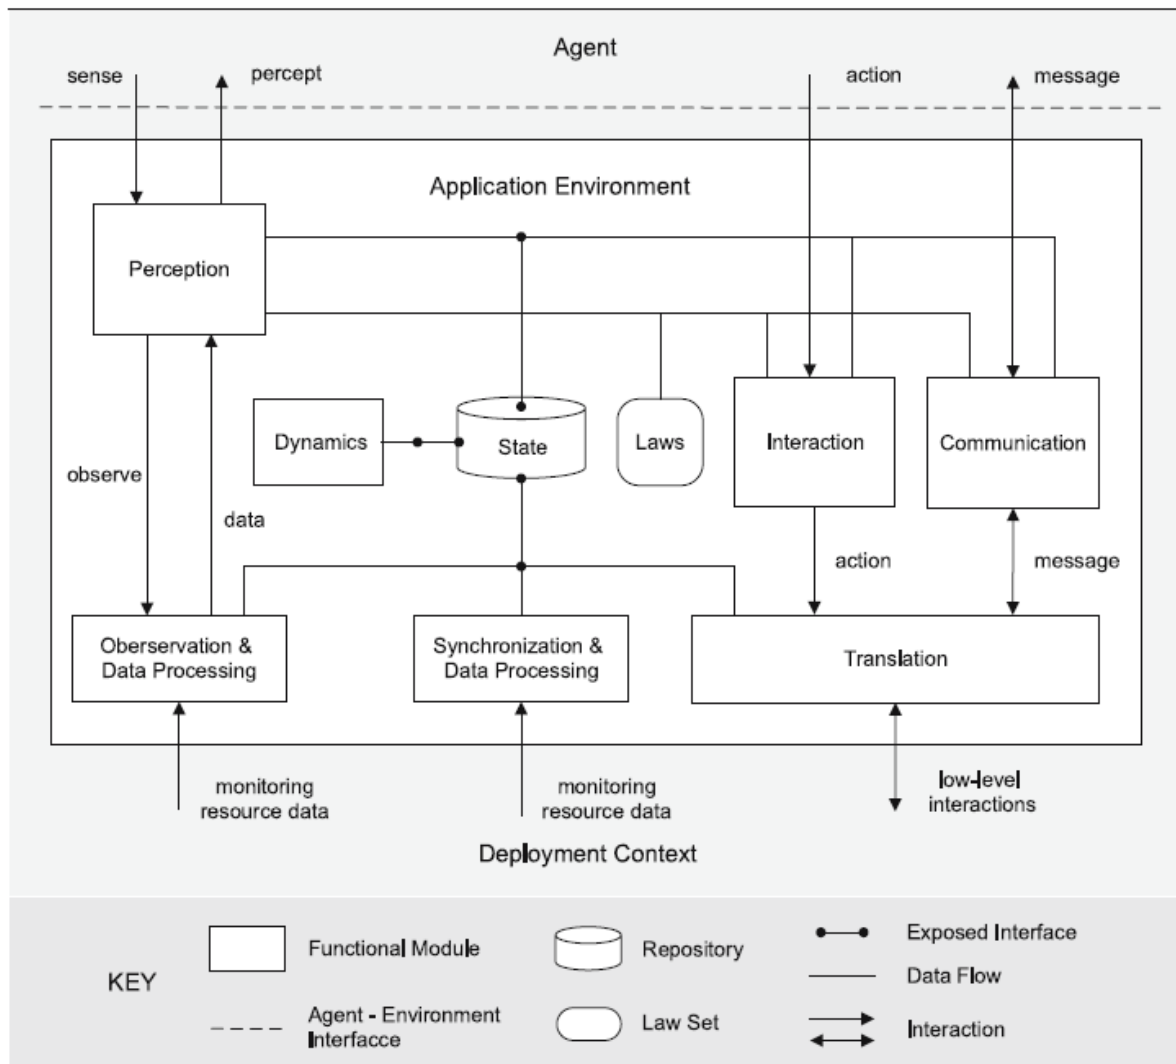 Agent
sense
percept
action
message
Application Environment
Perception
Dynamics
State
Laws
Interaction
Communication
observe
data
action
message
Oberservation &
Data Processing
Synchronization &
Data Processing
Translation
monitoring
resource data
monitoring
resource data
low-level
interactions
Deployment Context
KEY
Functional Module
Repository
Exposed Interface
Data Flow
Agent - Environment
Interfacce
Law Set
Interaction